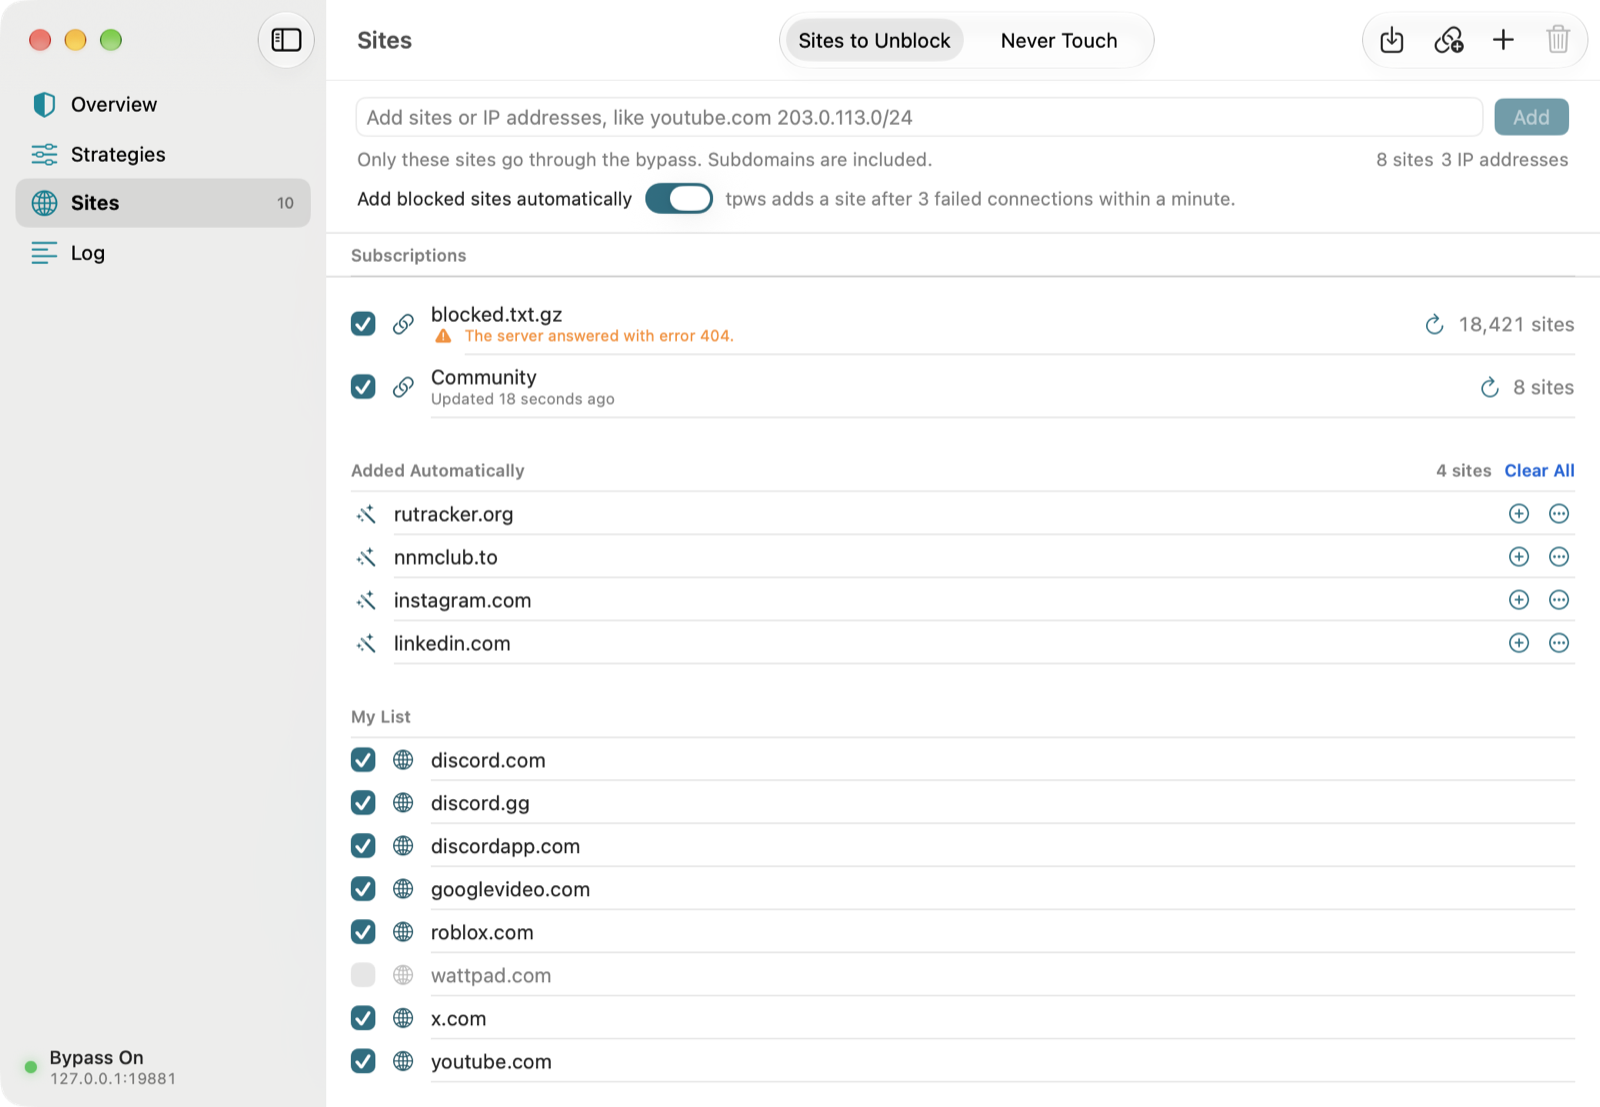 Sites
Sites to Unblock
Never Touch
Overview
Strategies
Sites 10
Log
Add sites or IP addresses, like youtube.com 203.0.113.0/24
Add
Only these sites go through the bypass. Subdomains are included.
8 sites 3 IP addresses
Add blocked sites automatically
tpws adds a site after 3 failed connections within a minute.
Subscriptions
blocked.txt.gz
The server answered with error 404.
18,421 sites
Community
Updated 18 seconds ago
8 sites
Added Automatically
4 sites Clear All
rutracker.org
nnmclub.to
instagram.com
linkedin.com
My List
discord.com
discord.gg
discordapp.com
googlevideo.com
roblox.com
wattpad.com
x.com
youtube.com
Bypass On
127.0.0.1:19881